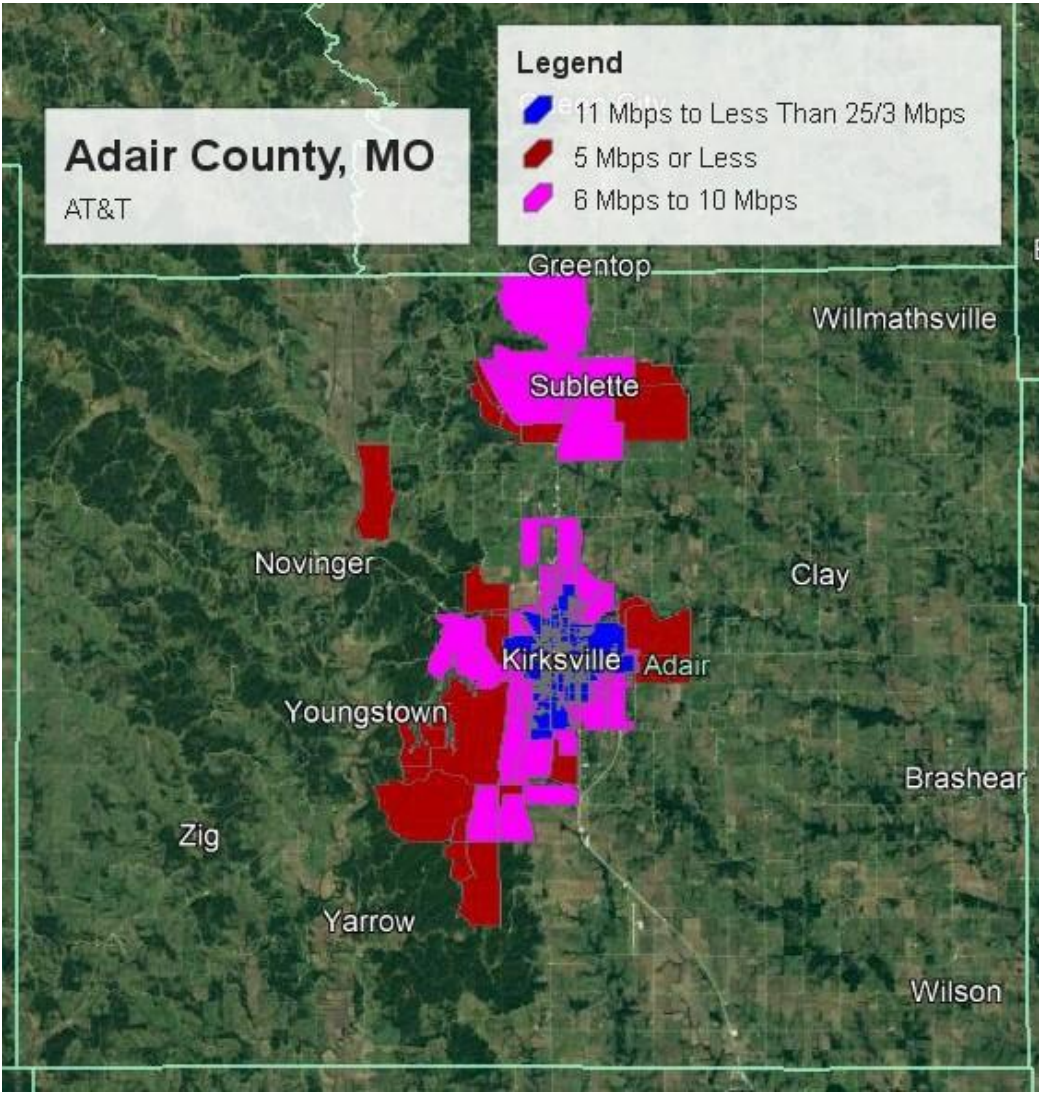 Legend
11 Mbps to Less Than 25/3 Mbps
5 Mbps or Less
6 Mbps to 10 Mbps
Adair County, MO
AT&T
Greentop
Willmathsville
Sublette
Novinger
Clay
Kirksville
Adair
Youngstown
Brashear
Zig
Yarrow
Wilson